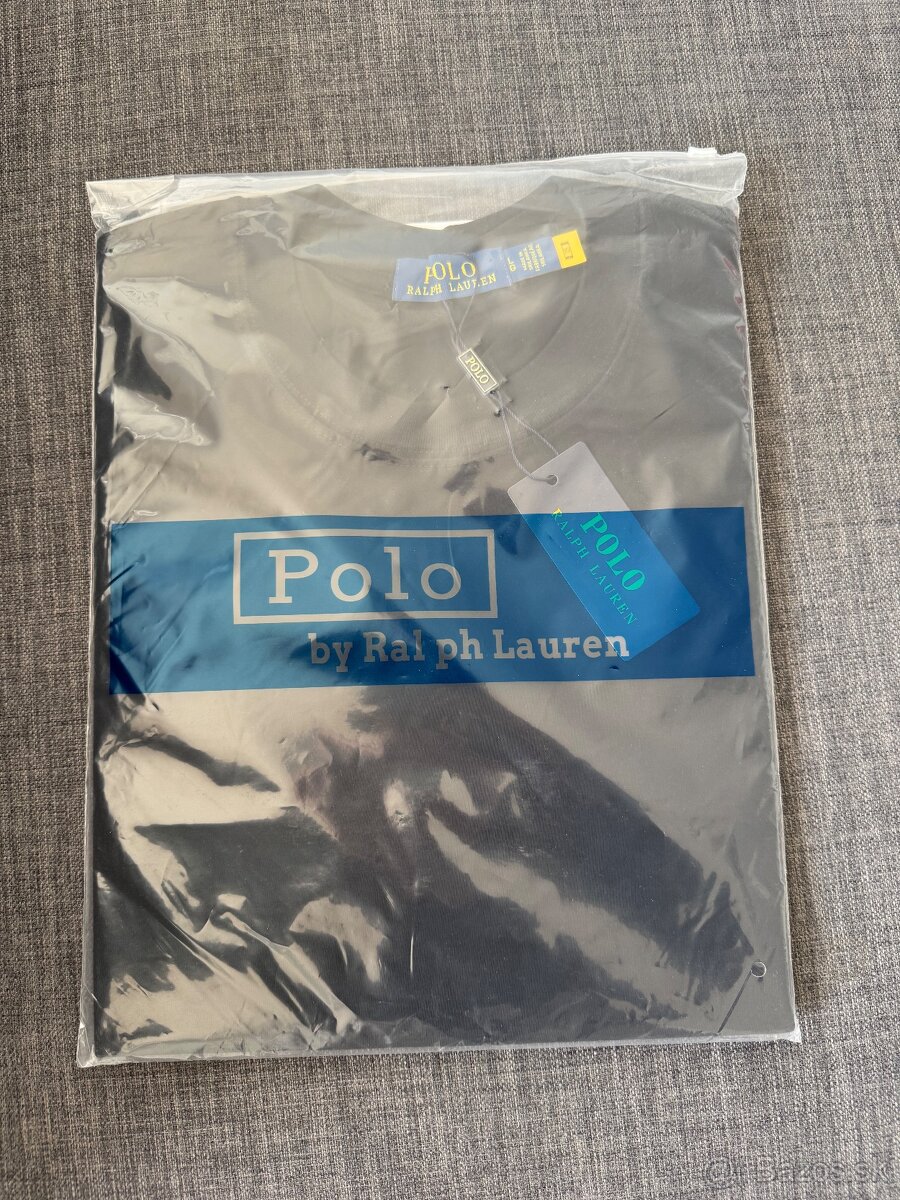 POLO
RALPH LAUREN
POLO
POLO
RALPH LAUREN
Polo
by Ral ph Lauren
Bazos.sk